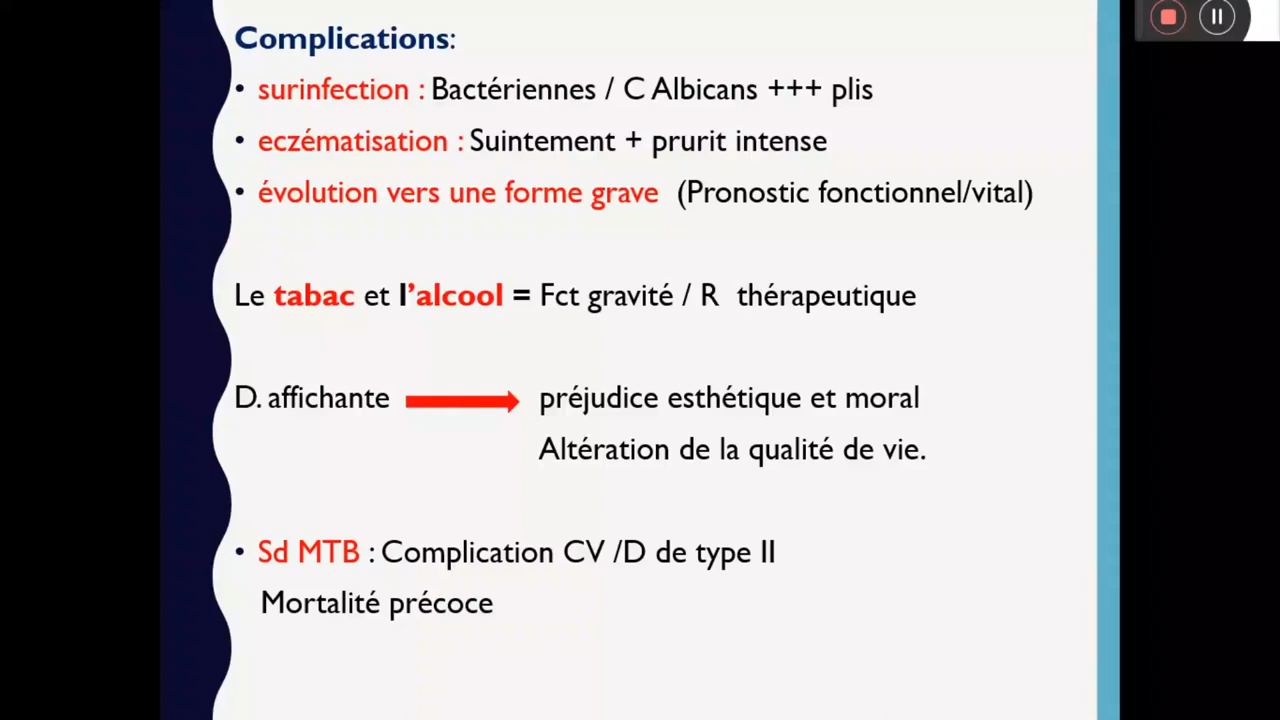 Complications:
• surinfection : Bactériennes / C Albicans +++ plis
• eczématisation : Suintement + prurit intense
• évolution vers une forme grave (Pronostic fonctionnel/vital)
Le tabac et l’alcool = Fct gravité / R thérapeutique
D. affichante préjudice esthétique et moral
Altération de la qualité de vie.
• Sd MTB : Complication CV /D de type II
Mortalité précoce